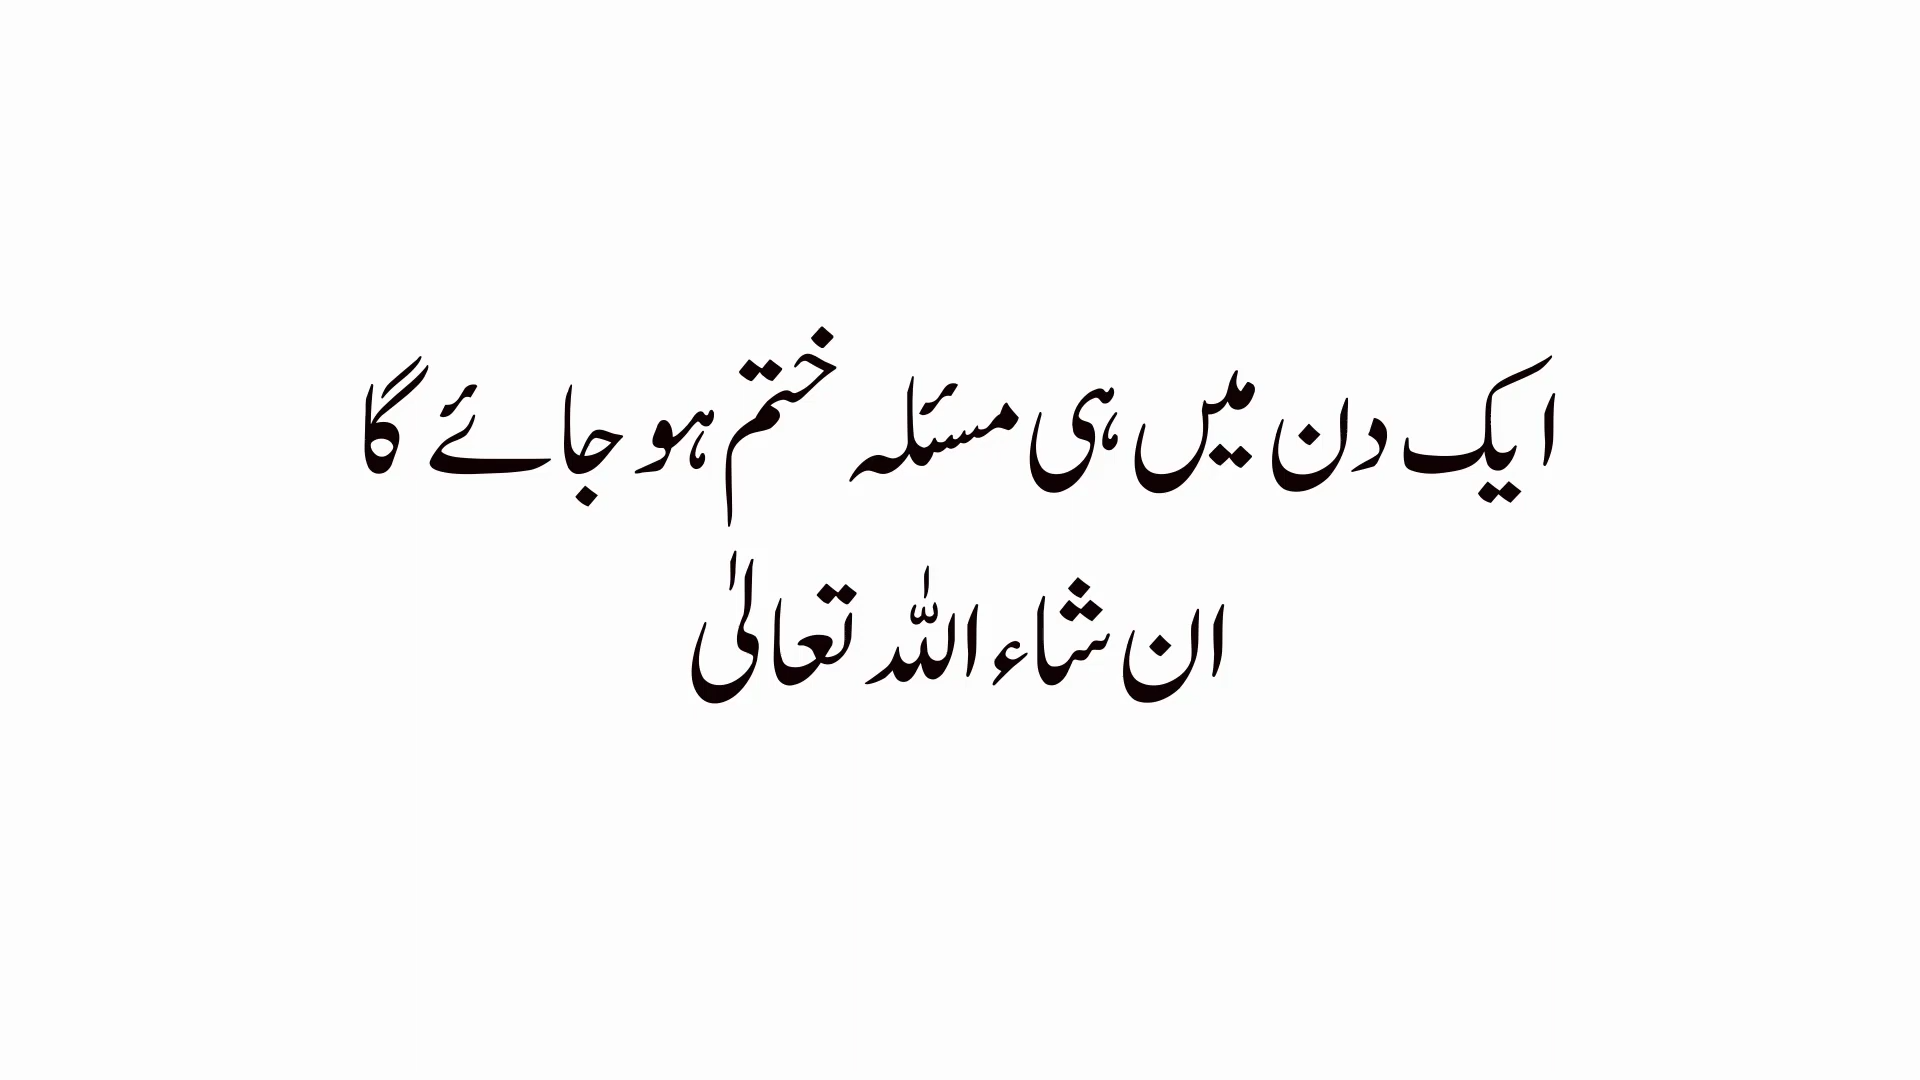 ایک دن میں ہی مسئلہ ختم ہو جائے گا
ان شاء اللہ تعالیٰ